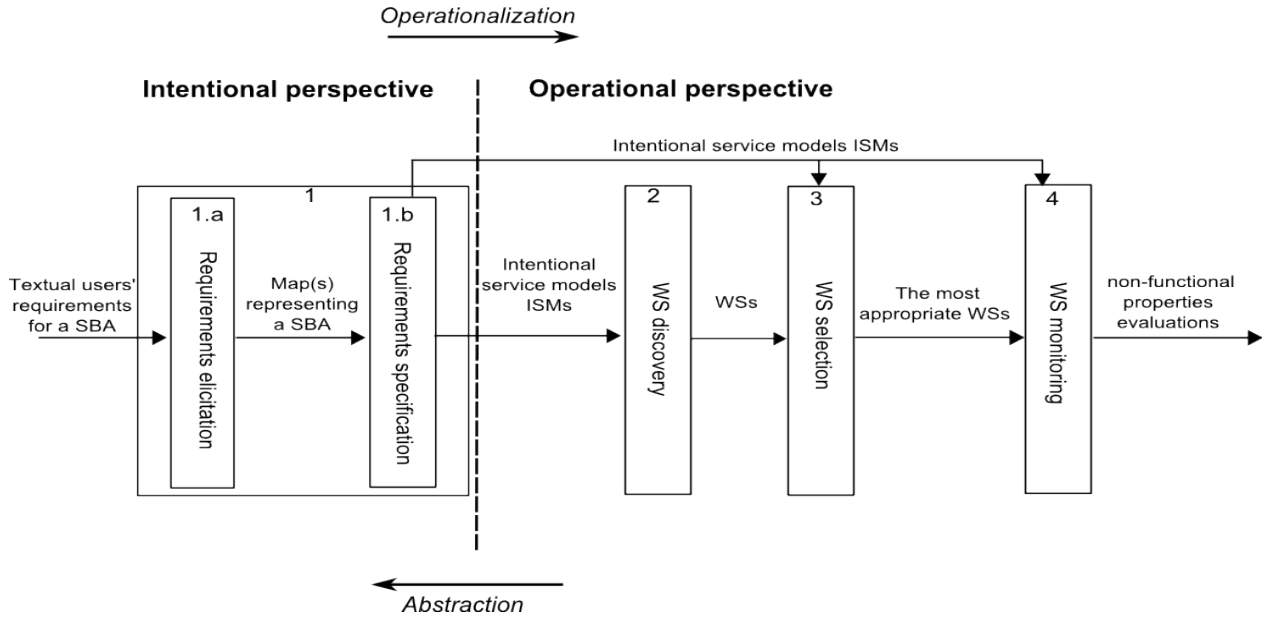 Operationalization
Intentional perspective
Operational perspective
Intentional service models ISMs
1
1.a
Requirements elicitation
1.b
Requirements specification
2
WS discovery
3
WS selection
4
WS monitoring
Textual users'
requirements
for a SBA
Map(s)
representing
a SBA
Intentional
service models
ISMs
WSs
The most
appropriate WSs
non-functional
properties
evaluations
Abstraction